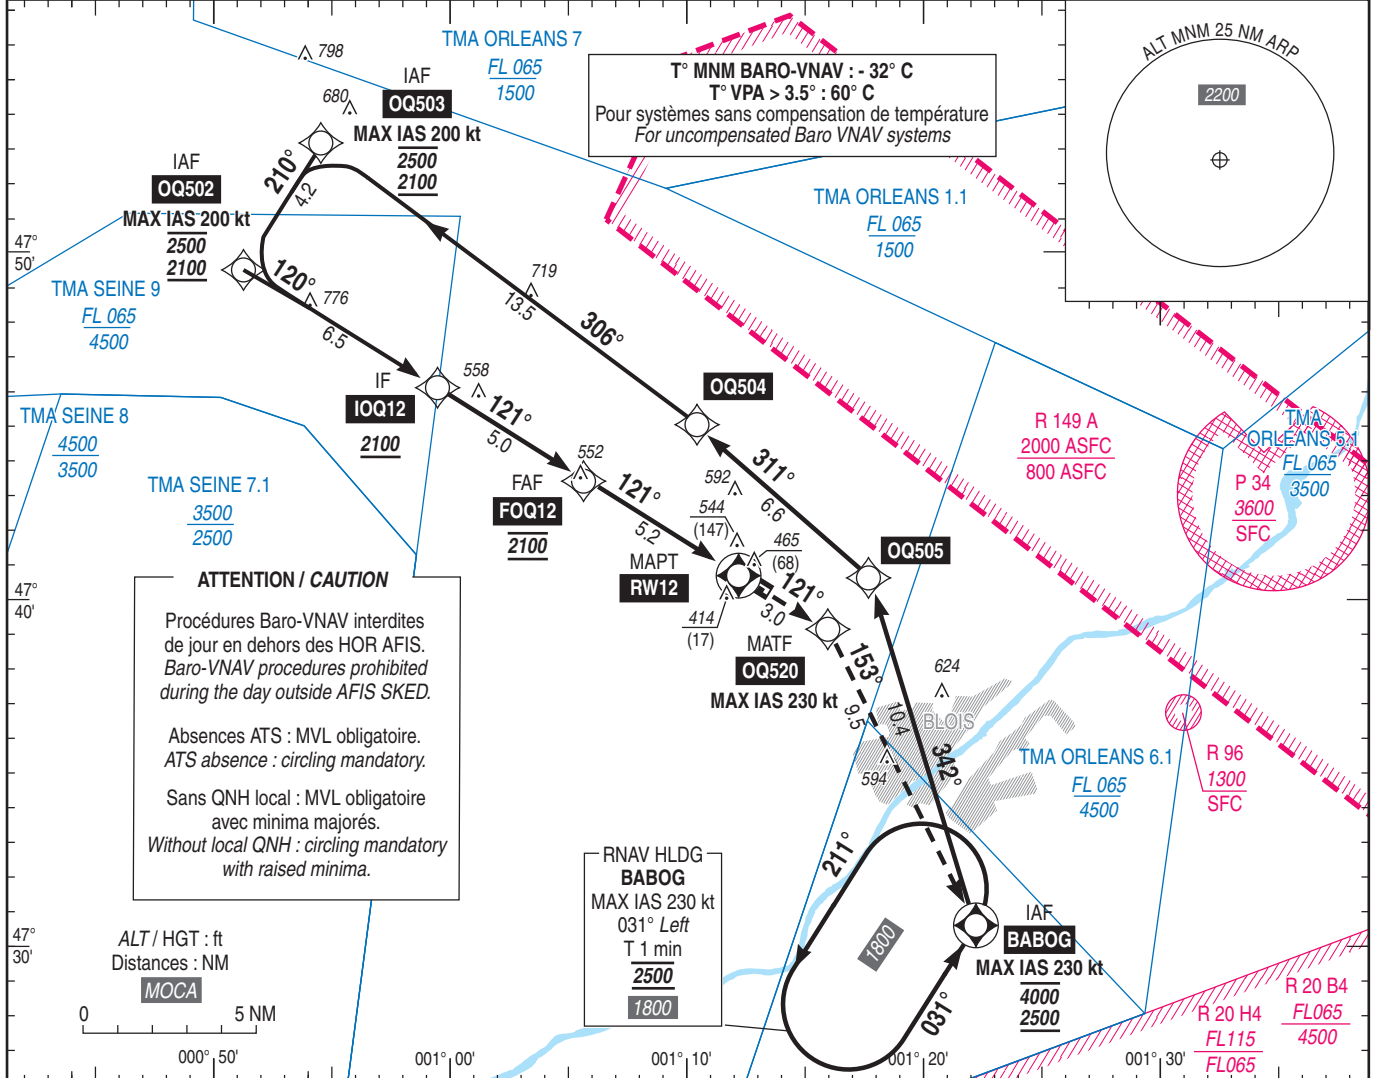 TMA ORLEANS 7
FL 065
1500
798
680
IAF
OQ503
MAX IAS 200 kt
2500
2100
T° MNM BARO-VNAV : - 32° C
T° VPA > 3.5° : 60° C
Pour systèmes sans compensation de température
For uncompensated Baro VNAV systems
ALT MNM 25 NM ARP
2200
IAF
OQ502
MAX IAS 200 kt
2500
2100
210°
4.2
TMA ORLEANS 1.1
FL 065
1500
47°
50'
TMA SEINE 9
FL 065
4500
120°
776
6.5
719
13.5
306°
IF
IOQ12
2100
558
121°
5.0
OQ504
TMA SEINE 8
4500
3500
TMA SEINE 7.1
3500
2500
552
FAF
FOQ12
2100
121°
5.2
311°
6.6
592
544
(147)
465
(68)
R 149 A
2000 ASFC
800 ASFC
TMA
ORLEANS 5.1
FL 065
3500
P 34
3600
SFC
OQ505
MAPT
RW12
414
(17)
121°
3.0
MATF
OQ520
MAX IAS 230 kt
47°
40'
ATTENTION / CAUTION
Procédures Baro-VNAV interdites
de jour en dehors des HOR AFIS.
Baro-VNAV procedures prohibited
during the day outside AFIS SKED.
Absences ATS : MVL obligatoire.
ATS absence : circling mandatory.
Sans QNH local : MVL obligatoire
avec minima majorés.
Without local QNH : circling mandatory
with raised minima.
153°
9.5
10.4
342°
624
BLOIS
594
TMA ORLEANS 6.1
FL 065
4500
R 96
1300
SFC
211°
RNAV HLDG
BABOG
MAX IAS 230 kt
031° Left
T 1 min
2500
1800
1800
031°
IAF
BABOG
MAX IAS 230 kt
4000
2500
47°
30'
ALT / HGT : ft
Distances : NM
MOCA
0 5 NM
R 20 H4
FL115
FL065
R 20 B4
FL065
4500
000° 50'
001° 00'
001° 10'
001° 20'
001° 30'